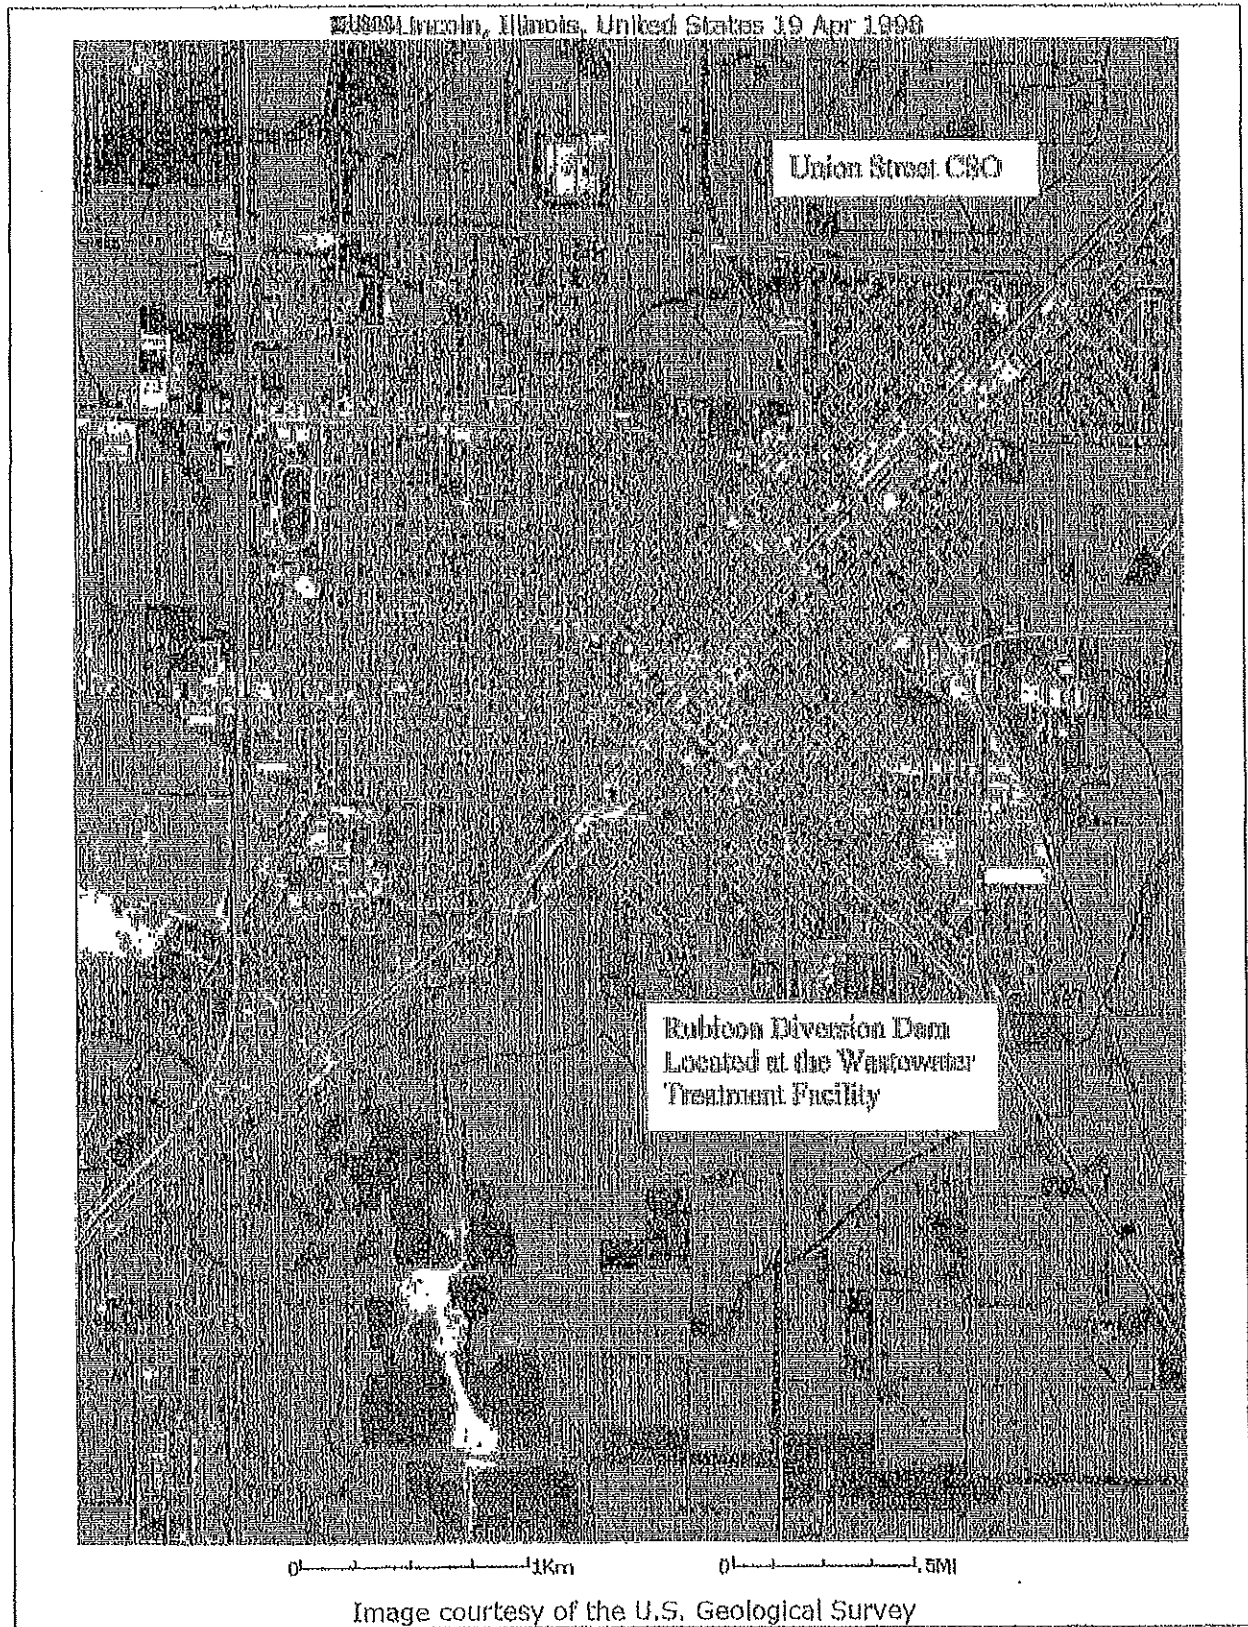 Lincoln, Illinois, United States 19 Apr 1998
Union Street CSO
Rubicon Diversion Dam
Located at the Wastewater
Treatment Facility
0 1Km 0 .5Mi
Image courtesy of the U.S. Geological Survey